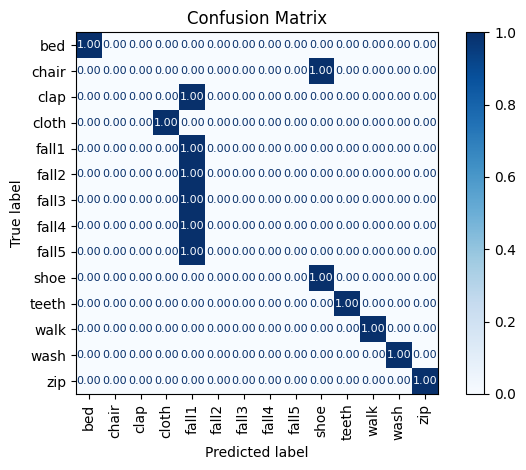 Confusion Matrix
True label
bed 1.00 0.00 0.00 0.00 0.00 0.00 0.00 0.00 0.00 0.00 0.00 0.00 0.00 0.00
chair 0.00 0.00 0.00 0.00 0.00 0.00 0.00 0.00 0.00 1.00 0.00 0.00 0.00 0.00
clap 0.00 0.00 0.00 0.00 1.00 0.00 0.00 0.00 0.00 0.00 0.00 0.00 0.00 0.00
cloth 0.00 0.00 0.00 1.00 0.00 0.00 0.00 0.00 0.00 0.00 0.00 0.00 0.00 0.00
fall1 0.00 0.00 0.00 0.00 1.00 0.00 0.00 0.00 0.00 0.00 0.00 0.00 0.00 0.00
fall2 0.00 0.00 0.00 0.00 1.00 0.00 0.00 0.00 0.00 0.00 0.00 0.00 0.00 0.00
fall3 0.00 0.00 0.00 0.00 1.00 0.00 0.00 0.00 0.00 0.00 0.00 0.00 0.00 0.00
fall4 0.00 0.00 0.00 0.00 1.00 0.00 0.00 0.00 0.00 0.00 0.00 0.00 0.00 0.00
fall5 0.00 0.00 0.00 0.00 1.00 0.00 0.00 0.00 0.00 0.00 0.00 0.00 0.00 0.00
shoe 0.00 0.00 0.00 0.00 0.00 0.00 0.00 0.00 0.00 1.00 0.00 0.00 0.00 0.00
teeth 0.00 0.00 0.00 0.00 0.00 0.00 0.00 0.00 0.00 0.00 1.00 0.00 0.00 0.00
walk 0.00 0.00 0.00 0.00 0.00 0.00 0.00 0.00 0.00 0.00 0.00 1.00 0.00 0.00
wash 0.00 0.00 0.00 0.00 0.00 0.00 0.00 0.00 0.00 0.00 0.00 0.00 1.00 0.00
zip 0.00 0.00 0.00 0.00 0.00 0.00 0.00 0.00 0.00 0.00 0.00 0.00 0.00 1.00
bed chair clap cloth fall1 fall2 fall3 fall4 fall5 shoe teeth walk wash zip
Predicted label
1.0
0.8
0.6
0.4
0.2
0.0